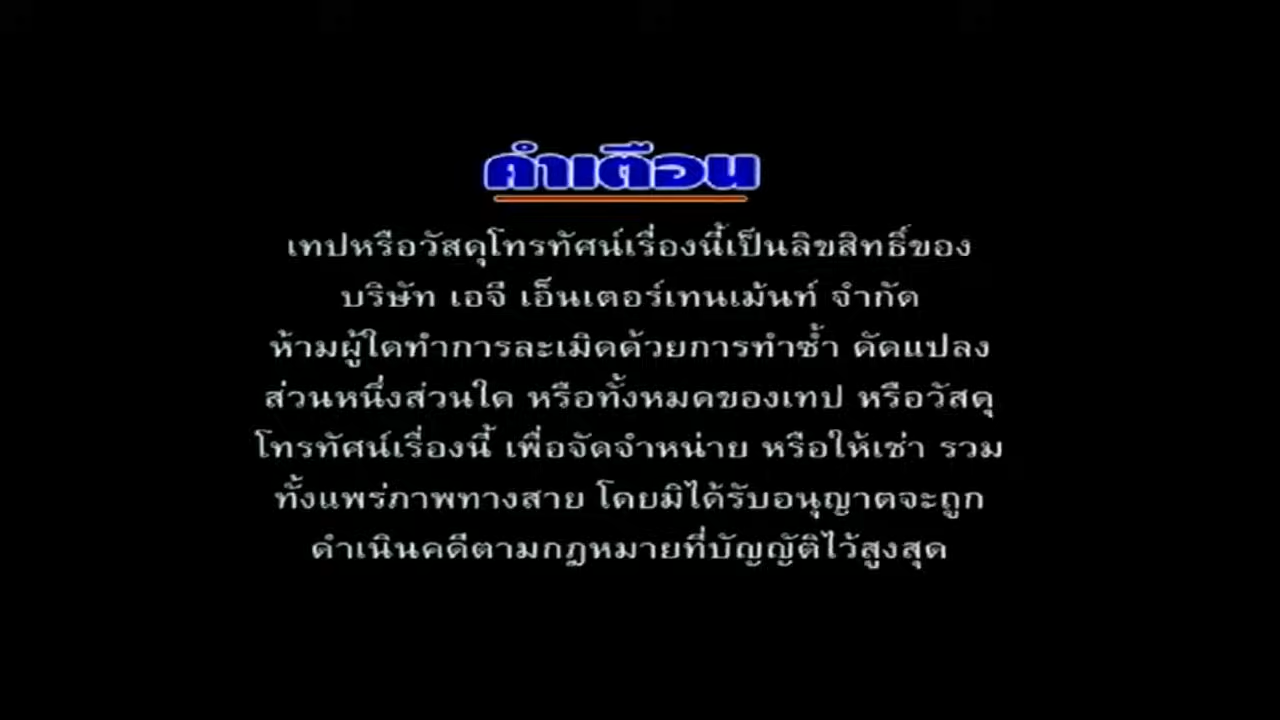 คำเตือน
เทปหรือวัสดุโทรทัศน์เรื่องนี้เป็นลิขสิทธิ์ของ
บริษัท เอจี เอ็นเตอร์เทนเม้นท์ จำกัด
ห้ามผู้ใดทำการละเมิดด้วยการทำซ้ำ ดัดแปลง
ส่วนหนึ่งส่วนใด หรือทั้งหมดของเทป หรือวัสดุ
โทรทัศน์เรื่องนี้ เพื่อจัดจำหน่าย หรือให้เช่า รวม
ทั้งแพร่ภาพทางสาย โดยมิได้รับอนุญาตจะถูก
ดำเนินคดีตามกฎหมายที่บัญญัติไว้สูงสุด